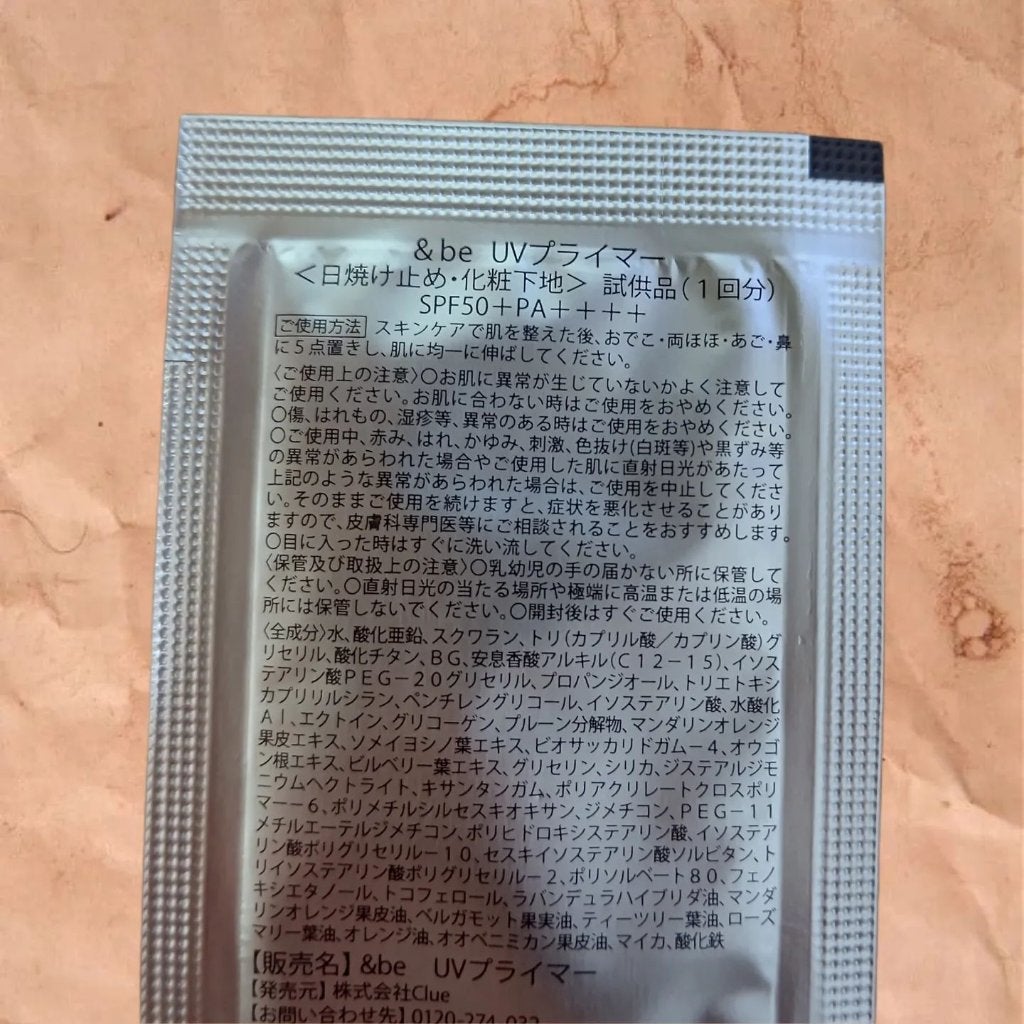 &be UVプライマー
＜日焼け止め・化粧下地＞ 試供品（１回分）
SPF50＋PA＋＋＋＋
ご使用方法 スキンケアで肌を整えた後、おでこ・両ほほ・あご・鼻
に５点置きし、肌に均一に伸ばしてください。
〈ご使用上の注意〉〇お肌に異常が生じていないかよく注意して
ご使用ください。お肌に合わない時はご使用をおやめください。
〇傷、はれもの、湿疹等、異常のある時はご使用をおやめください。
〇ご使用中、赤み、はれ、かゆみ、刺激、色抜け(白斑等)や黒ずみ等
の異常があらわれた場合やご使用した肌に直射日光があたって
上記のような異常があらわれた場合は、ご使用を中止してくださ
い。そのままご使用を続けますと、症状を悪化させることがあり
ますので、皮膚科専門医等にご相談されることをおすすめします。
〇目に入った時はすぐに洗い流してください。
〈保管及び取扱上の注意〉〇乳幼児の手の届かない所に保管して
ください。〇直射日光の当たる場所や極端に高温または低温の場
所には保管しないでください。〇開封後はすぐご使用ください。
〈全成分〉水、酸化亜鉛、スクワラン、トリ(カプリル酸／カプリン酸)グ
リセリル、酸化チタン、ＢＧ、安息香酸アルキル(Ｃ１２－１５)、イソス
テアリン酸ＰＥＧ－２０グリセリル、プロパンジオール、トリエトキシ
カプリリルシラン、ペンチレングリコール、イソステアリン酸、水酸化
Ａｌ、エクトイン、グリコーゲン、プルーン分解物、マンダリンオレンジ
果皮エキス、ソメイヨシノ葉エキス、ビオサッカリドガム－４、オウゴ
ン根エキス、ビルベリー葉エキス、グリセリン、シリカ、ジステアルジモ
ニウムヘクトライト、キサンタンガム、ポリアクリレートクロスポリ
マー－６、ポリメチルシルセスキオキサン、ジメチコン、ＰＥＧ－１１
メチルエーテルジメチコン、ポリヒドロキシステアリン酸、イソステア
リン酸ポリグリセリル－１０、セスキイソステアリン酸ソルビタン、ト
リイソステアリン酸ポリグリセリル－２、ポリソルベート８０、フェノ
キシエタノール、トコフェロール、ラバンデュラハイブリダ油、マンダ
リンオレンジ果皮油、ベルガモット果実油、ティーツリー葉油、ローズ
マリー葉油、オレンジ油、オオベニミカン果皮油、マイカ、酸化鉄
【販売名】&be UVプライマー
【発売元】株式会社Clue
【お問い合わせ先】0120-274-032